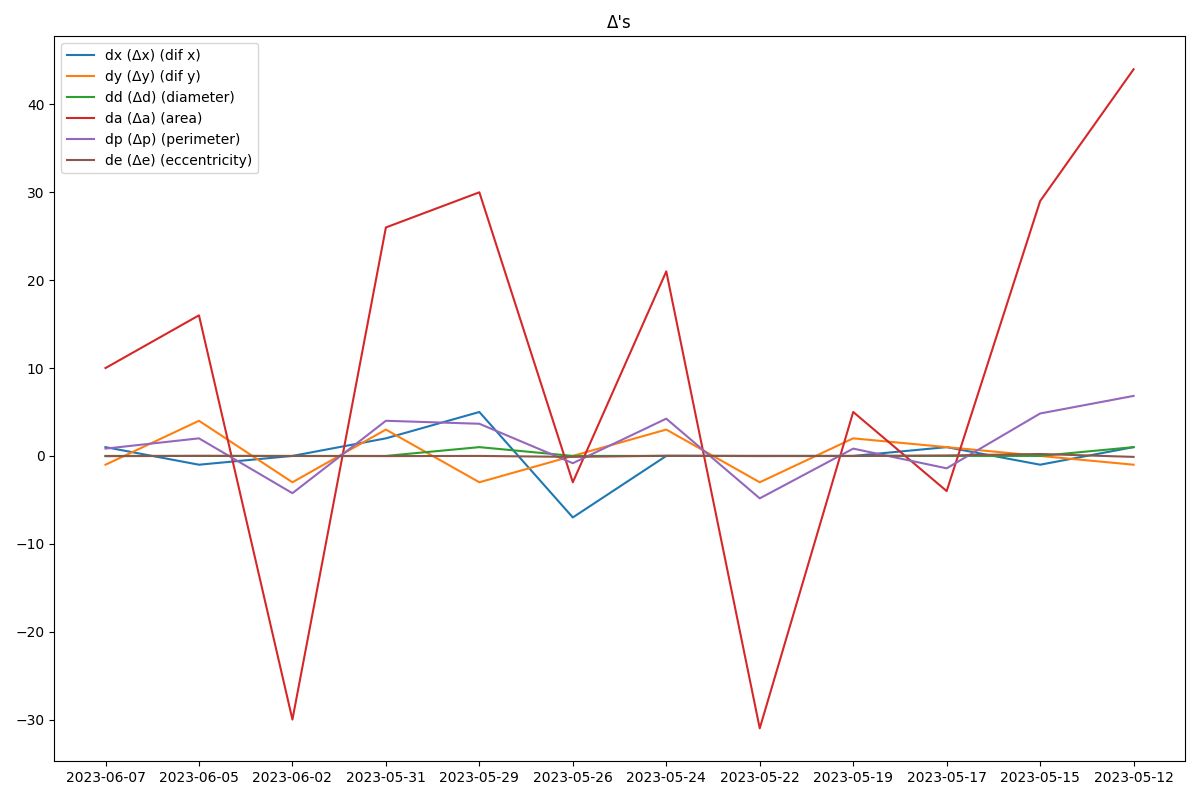 Δ's
dx (Δx) (dif x)
dy (Δy) (dif y)
dd (Δd) (diameter)
da (Δa) (area)
dp (Δp) (perimeter)
de (Δe) (eccentricity)
40
30
20
10
0
−10
−20
−30
2023-06-07 2023-06-05 2023-06-02 2023-05-31 2023-05-29 2023-05-26 2023-05-24 2023-05-22 2023-05-19 2023-05-17 2023-05-15 2023-05-12